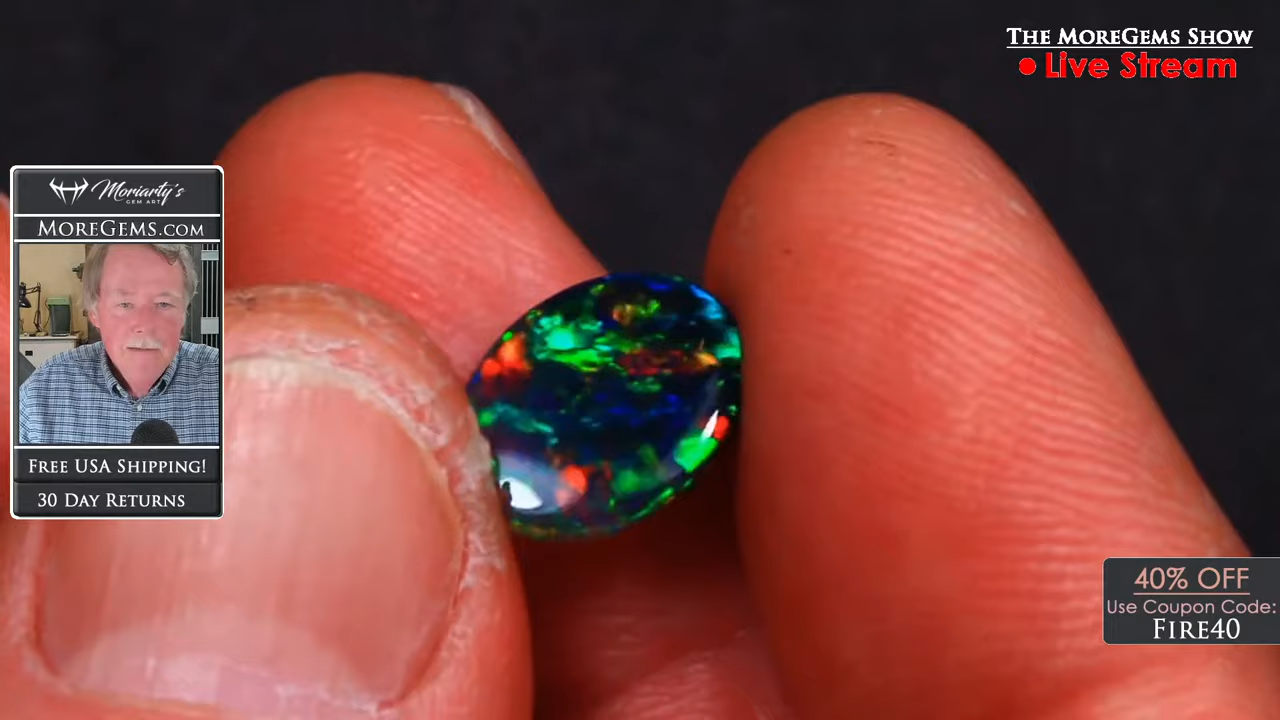 THE MOREGEMS SHOW
Live Stream
Moriarty's
GEM ART
MOREGEMS.COM
FREE USA SHIPPING!
30 DAY RETURNS
40% OFF
Use Coupon Code:
FIRE40